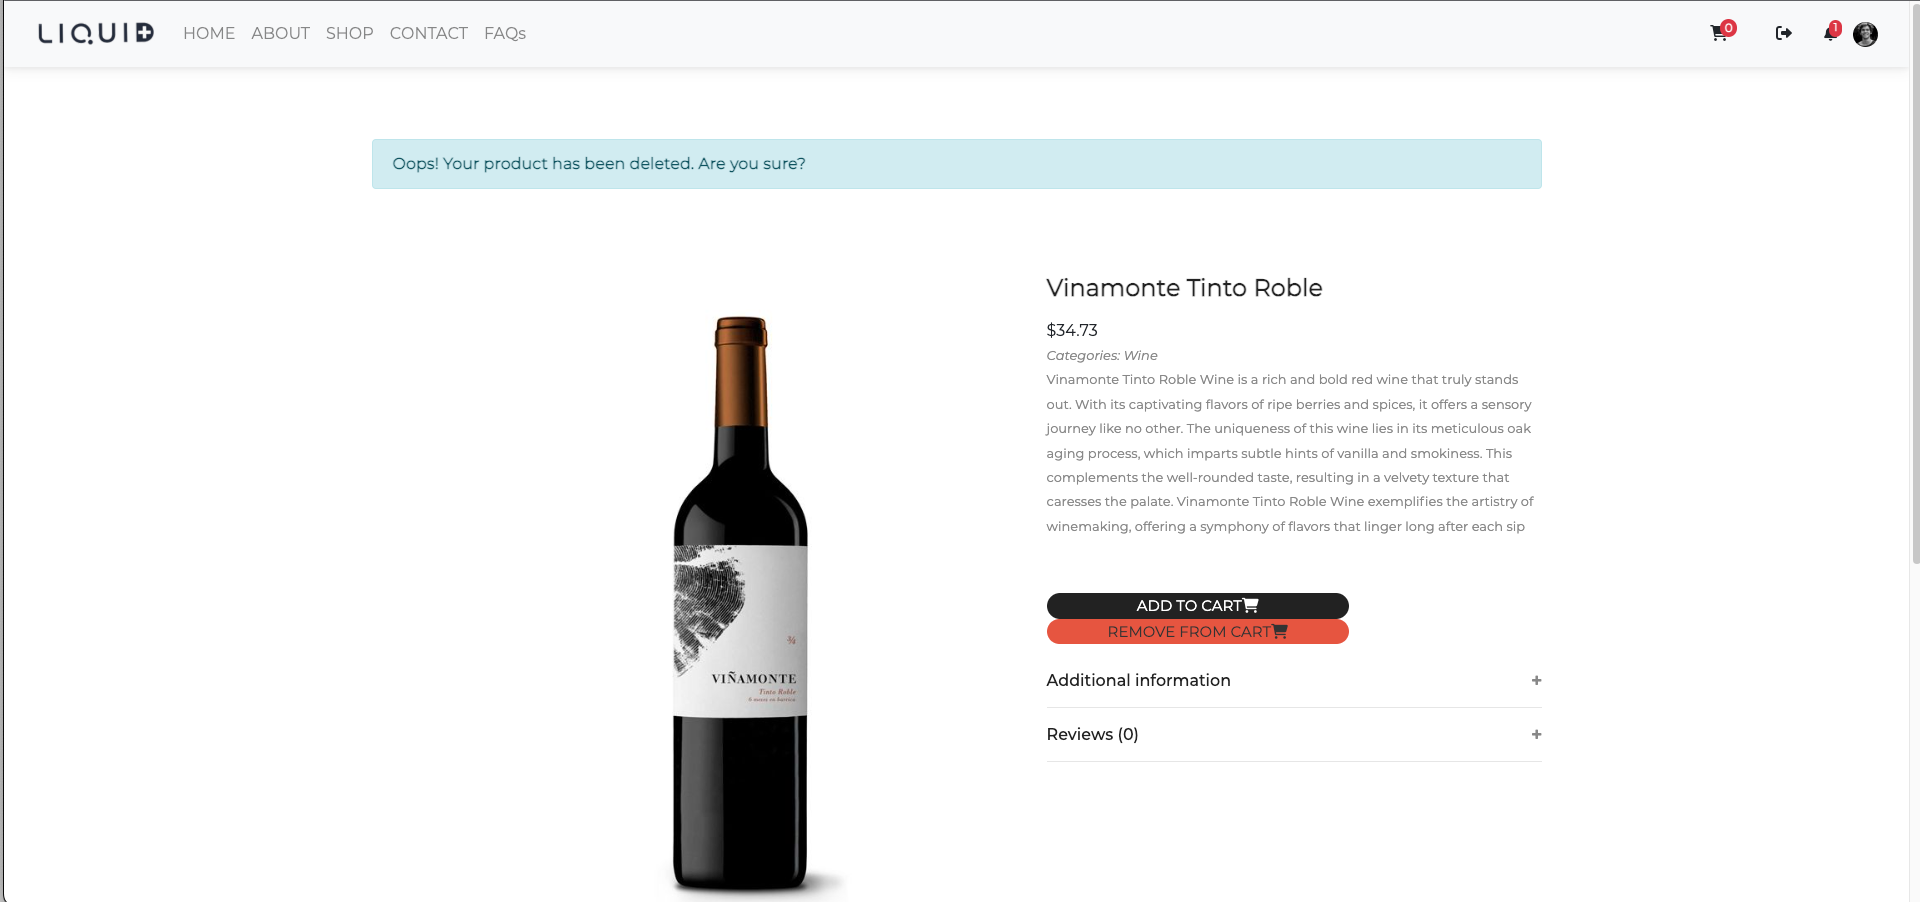 LIQUID HOME ABOUT SHOP CONTACT FAQs 0 1
Oops! Your product has been deleted. Are you sure?
Vinamonte Tinto Roble
$34.73
Categories: Wine
Vinamonte Tinto Roble Wine is a rich and bold red wine that truly stands
out. With its captivating flavors of ripe berries and spices, it offers a sensory
journey like no other. The uniqueness of this wine lies in its meticulous oak
aging process, which imparts subtle hints of vanilla and smokiness. This
complements the well-rounded taste, resulting in a velvety texture that
caresses the palate. Vinamonte Tinto Roble Wine exemplifies the artistry of
winemaking, offering a symphony of flavors that linger long after each sip
ADD TO CART
REMOVE FROM CART
Additional information +
Reviews (0) +
VIÑAMONTE
Tinto Roble